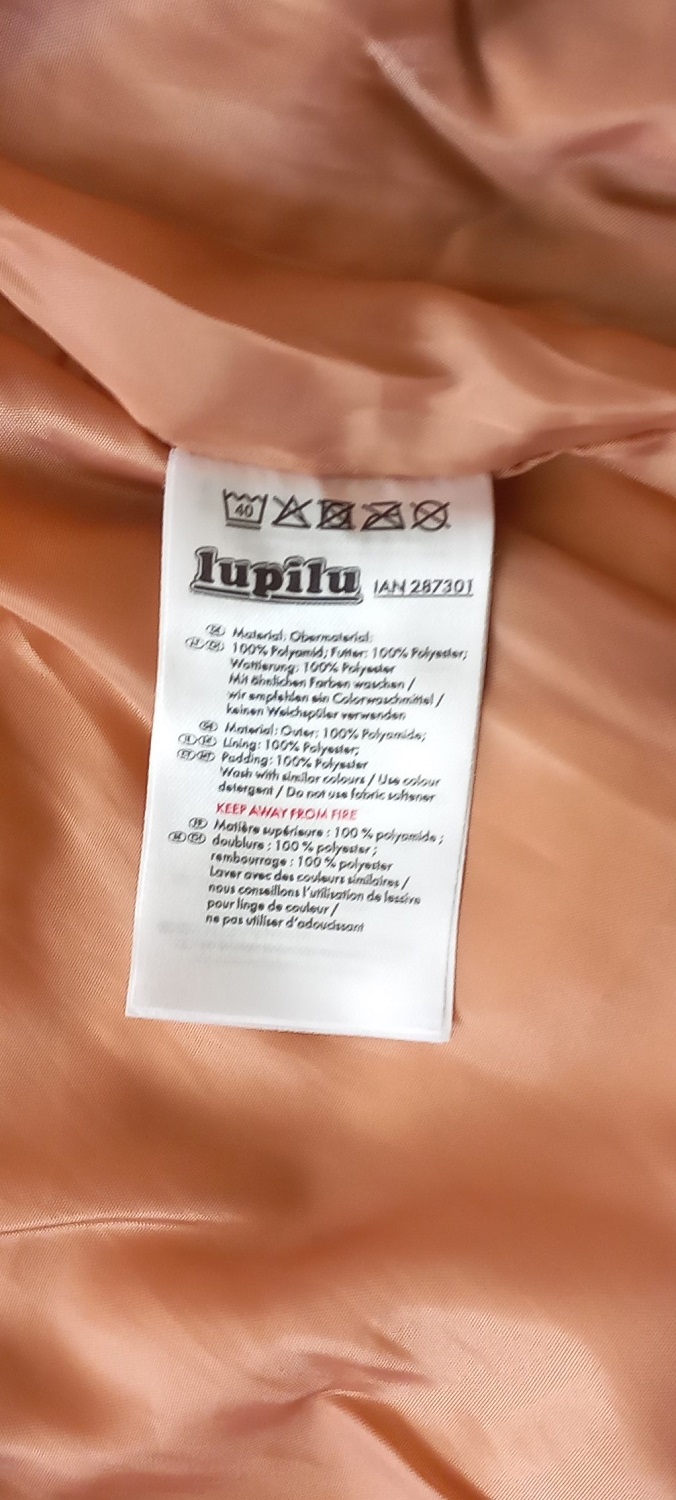 40
lupilu IAN 287301
Material: Obermaterial:
100% Polyamid; Futter: 100% Polyester;
Wattierung: 100% Polyester
Mit ähnlichen Farben waschen /
wir empfehlen ein Colorwaschmittel /
keinen Weichspüler verwenden
Material: Outer: 100% Polyamide;
Lining: 100% Polyester;
Padding: 100% Polyester
Wash with similar colours / Use colour
detergent / Do not use fabric softener
KEEP AWAY FROM FIRE
Matière supérieure : 100 % polyamide ;
doublure : 100 % polyester ;
rembourrage : 100 % polyester
Laver avec des couleurs similaires /
nous conseillons l'utilisation de lessive
pour linge de couleur /
ne pas utiliser d'adoucissant